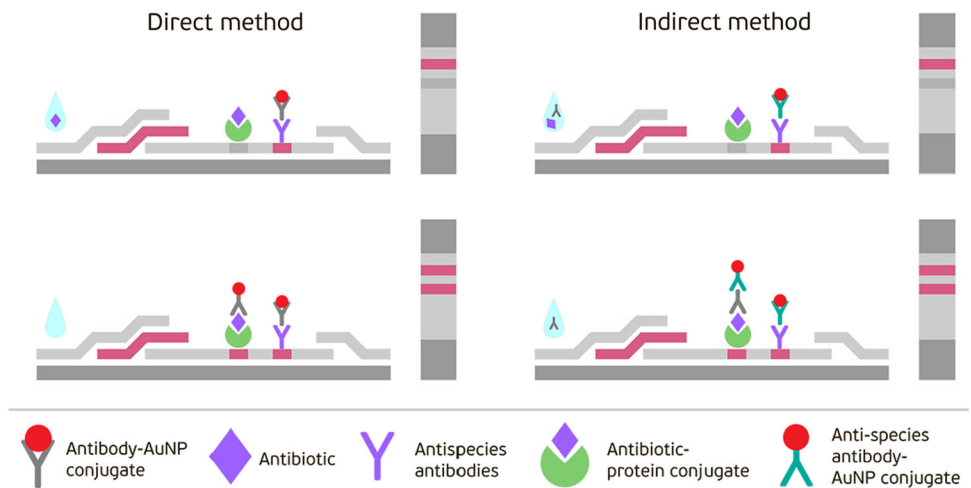 Direct method
Indirect method
Antibody-AuNP
conjugate
Antibiotic
Antispecies
antibodies
Antibiotic-
protein conjugate
Anti-species
antibody-
AuNP conjugate